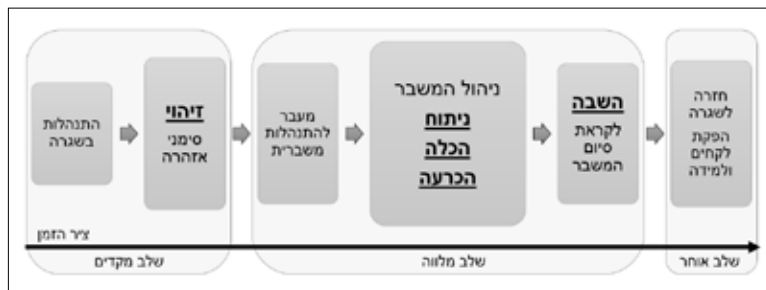 התנהלות
בשגרה
זיהוי
סימני
אזהרה
מעבר
להתנהלות
משברית
ניהול המשבר
ניתוח
הכלה
הכרעה
השבה
לקראת
סיום
המשבר
חזרה
לשגרה
הפקת
לקחים
ולמידה
ציר הזמן
שלב מקדים
שלב מלווה
שלב אוחר